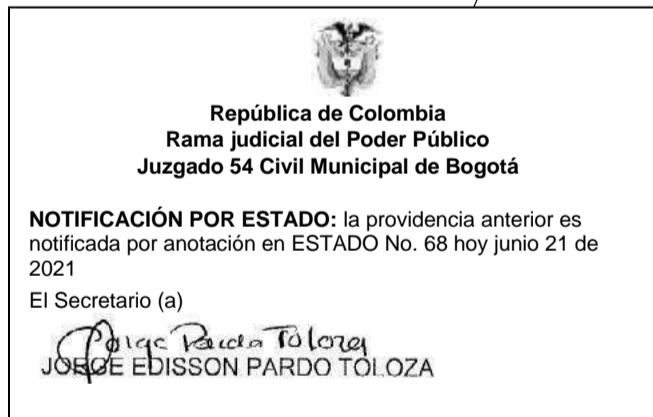 República de Colombia
Rama judicial del Poder Público
Juzgado 54 Civil Municipal de Bogotá
NOTIFICACIÓN POR ESTADO: la providencia anterior es
notificada por anotación en ESTADO No. 68 hoy junio 21 de
2021
El Secretario (a)
Jorge Pardo Toloza
JORGE EDISSON PARDO TOLOZA